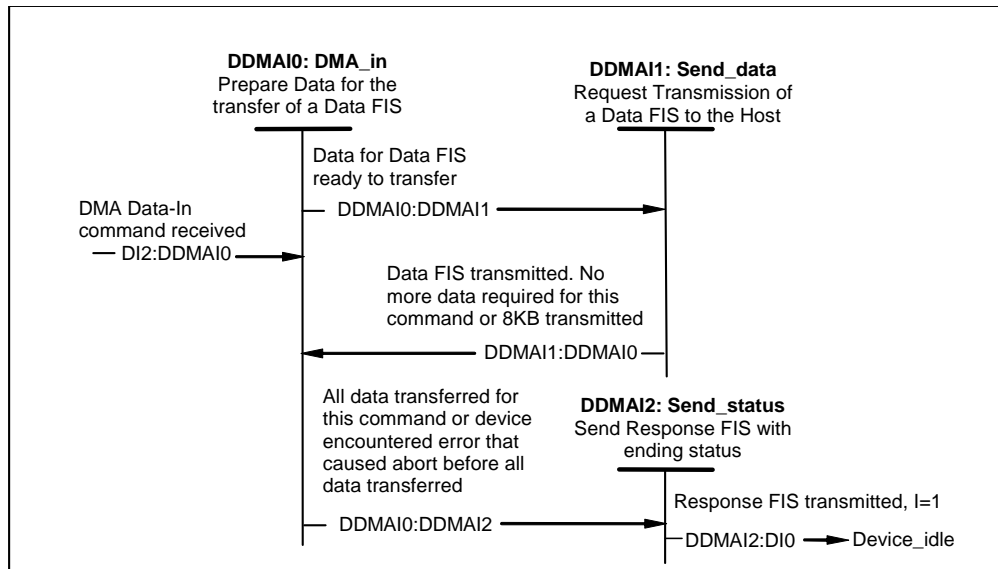 DDMAI0: DMA_in
Prepare Data for the
transfer of a Data FIS
DDMAI1: Send_data
Request Transmission of
a Data FIS to the Host
Data for Data FIS
ready to transfer
DDMAI0:DDMAI1
DMA Data-In
command received
DI2:DDMAI0
Data FIS transmitted. No
more data required for this
command or 8KB transmitted
DDMAI1:DDMAI0
All data transferred for
this command or device
encountered error that
caused abort before all
data transferred
DDMAI0:DDMAI2
DDMAI2: Send_status
Send Response FIS with
ending status
Response FIS transmitted, I=1
DDMAI2:DI0
Device_idle